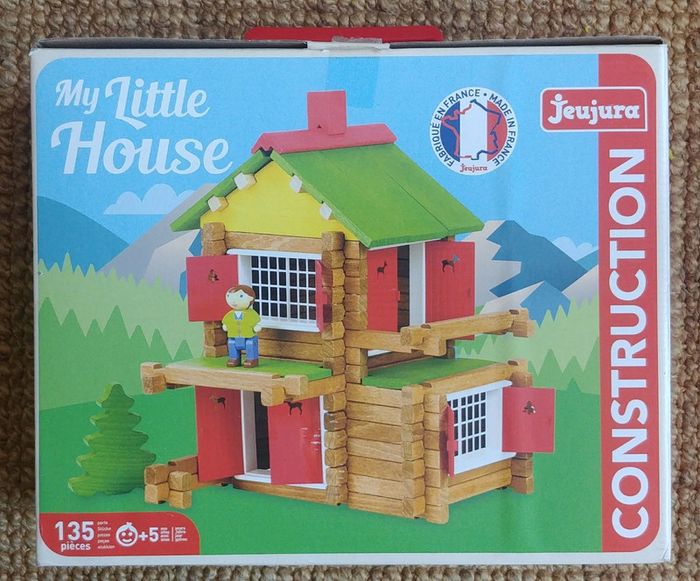 My Little
House
FABRIQUÉ EN FRANCE • MADE IN FRANCE •
Jeujura
Jeujura
CONSTRUCTION
135
pièces
+5